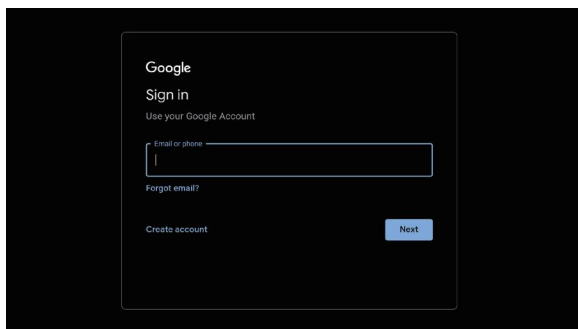 Google
Sign in
Use your Google Account
Email or phone
Forgot email?
Create account
Next